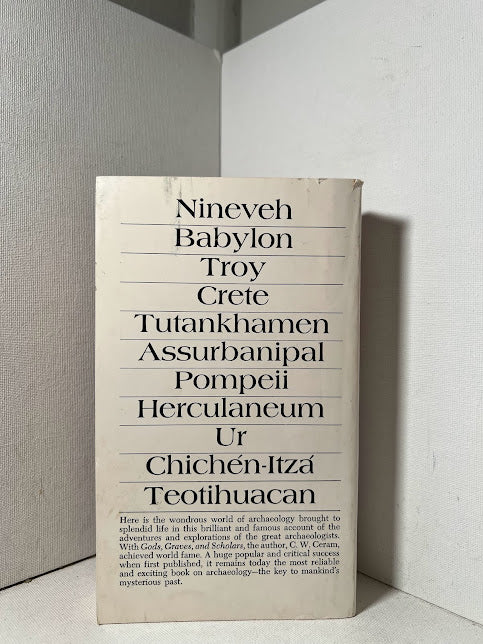 Nineveh
Babylon
Troy
Crete
Tutankhamen
Assurbanipal
Pompeii
Herculaneum
Ur
Chichén-Itzá
Teotihuacan
Here is the wondrous world of archaeology brought to
splendid life in this brilliant and famous account of the
adventures and explorations of the great archaeologists.
With Gods, Graves, and Scholars, the author, C. W. Ceram,
achieved world fame. A huge popular and critical success
when first published, it remains today the most reliable
and exciting book on archaeology—the key to mankind's
mysterious past.